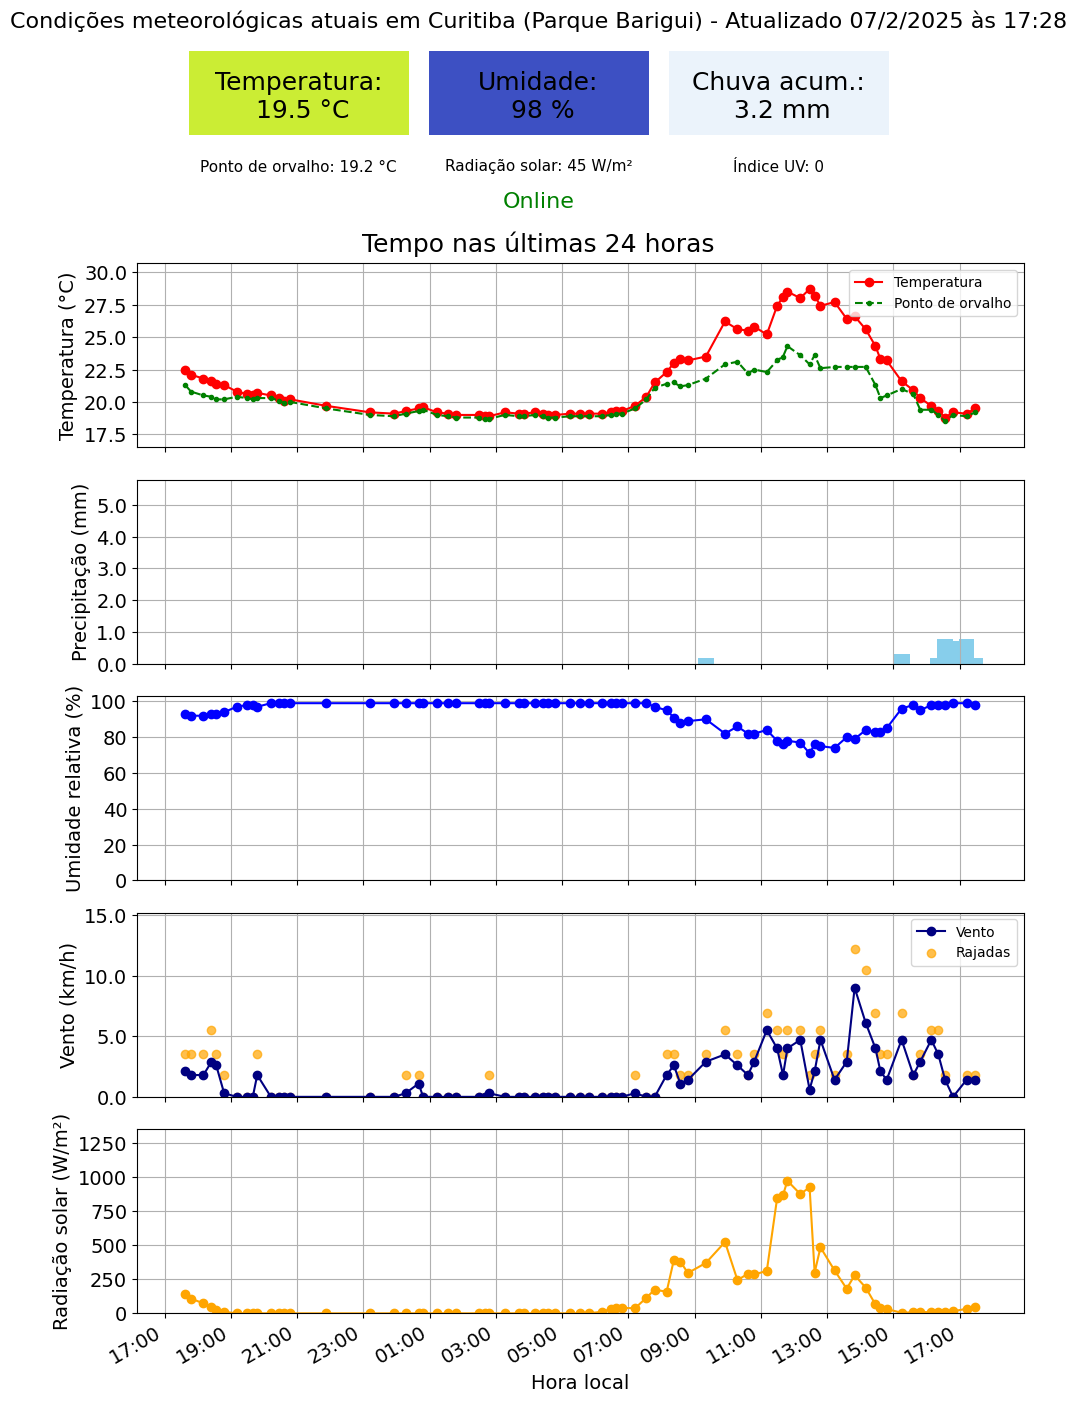 Condições meteorológicas atuais em Curitiba (Parque Barigui) - Atualizado 07/2/2025 às 17:28
Temperatura:
19.5 °C
Umidade:
98 %
Chuva acum.:
3.2 mm
Ponto de orvalho: 19.2 °C
Radiação solar: 45 W/m²
Índice UV: 0
Online
Tempo nas últimas 24 horas
Temperatura (°C)
30.0
27.5
25.0
22.5
20.0
17.5
Temperatura
Ponto de orvalho
Precipitação (mm)
5.0
4.0
3.0
2.0
1.0
0.0
Umidade relativa (%)
100
80
60
40
20
0
Vento (km/h)
15.0
10.0
5.0
0.0
Vento
Rajadas
Radiação solar (W/m²)
1250
1000
750
500
250
0
17:00
19:00
21:00
23:00
01:00
03:00
05:00
07:00
09:00
11:00
13:00
15:00
17:00
Hora local